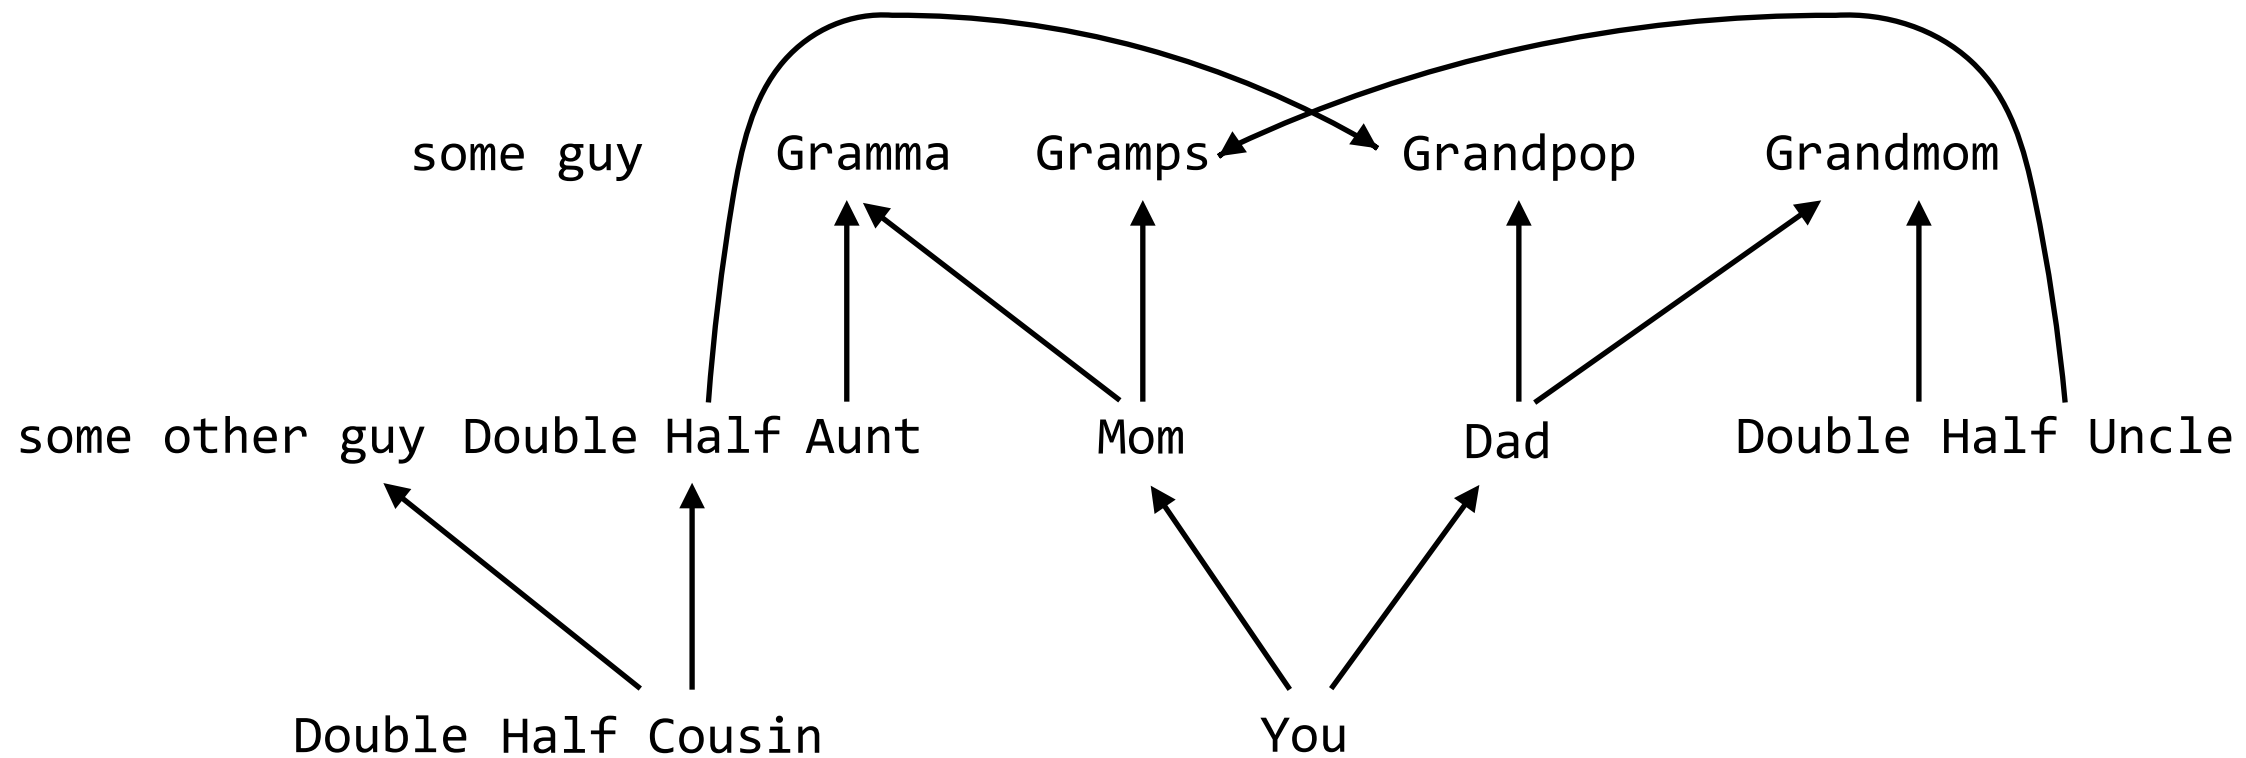 some guy Gramma Gramps Grandpop Grandmom
some other guy Double Half Aunt Mom Dad Double Half Uncle
Double Half Cousin You